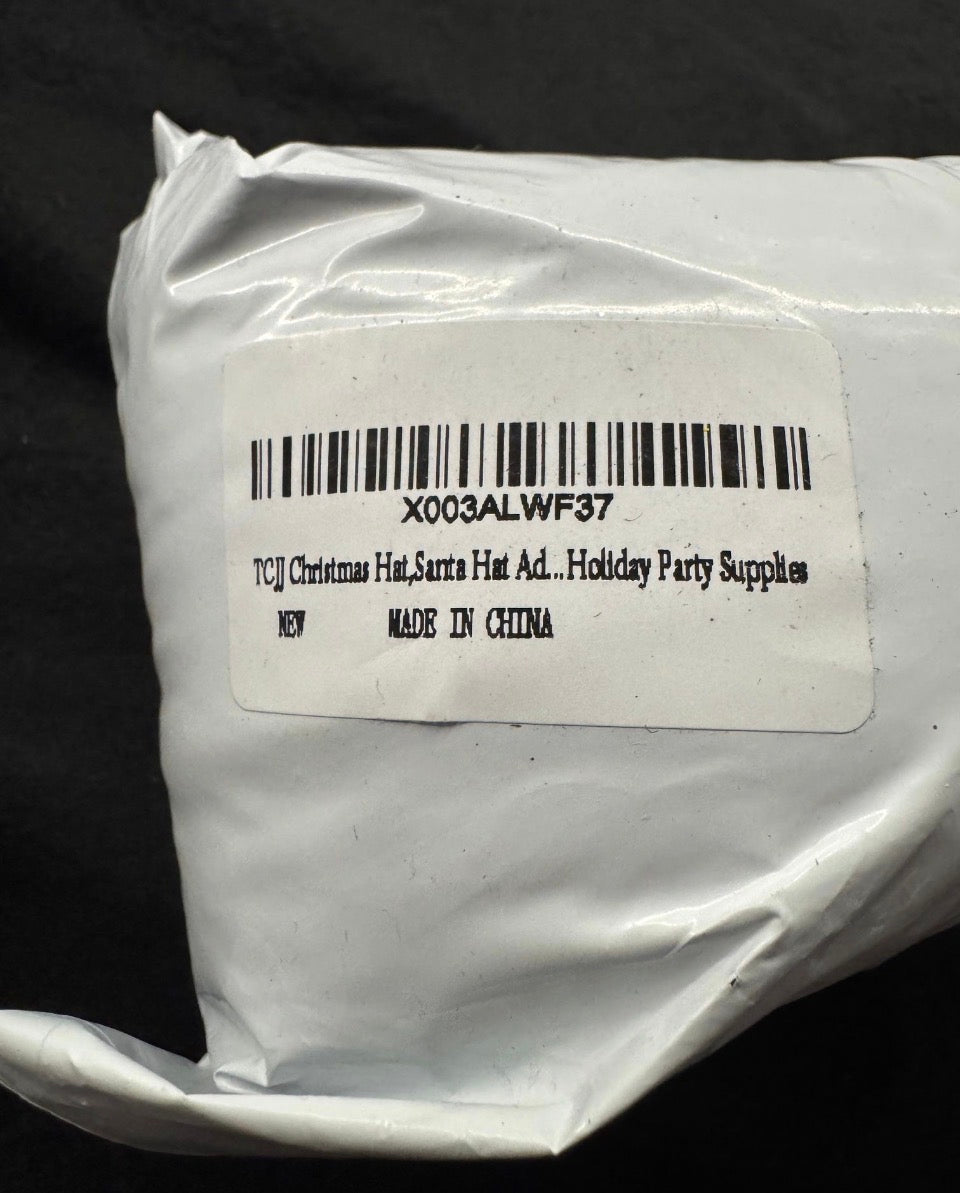 X003ALWF37
TCJJ Christmas Hat,Santa Hat Ad...Holiday Party Supplies
NEW MADE IN CHINA